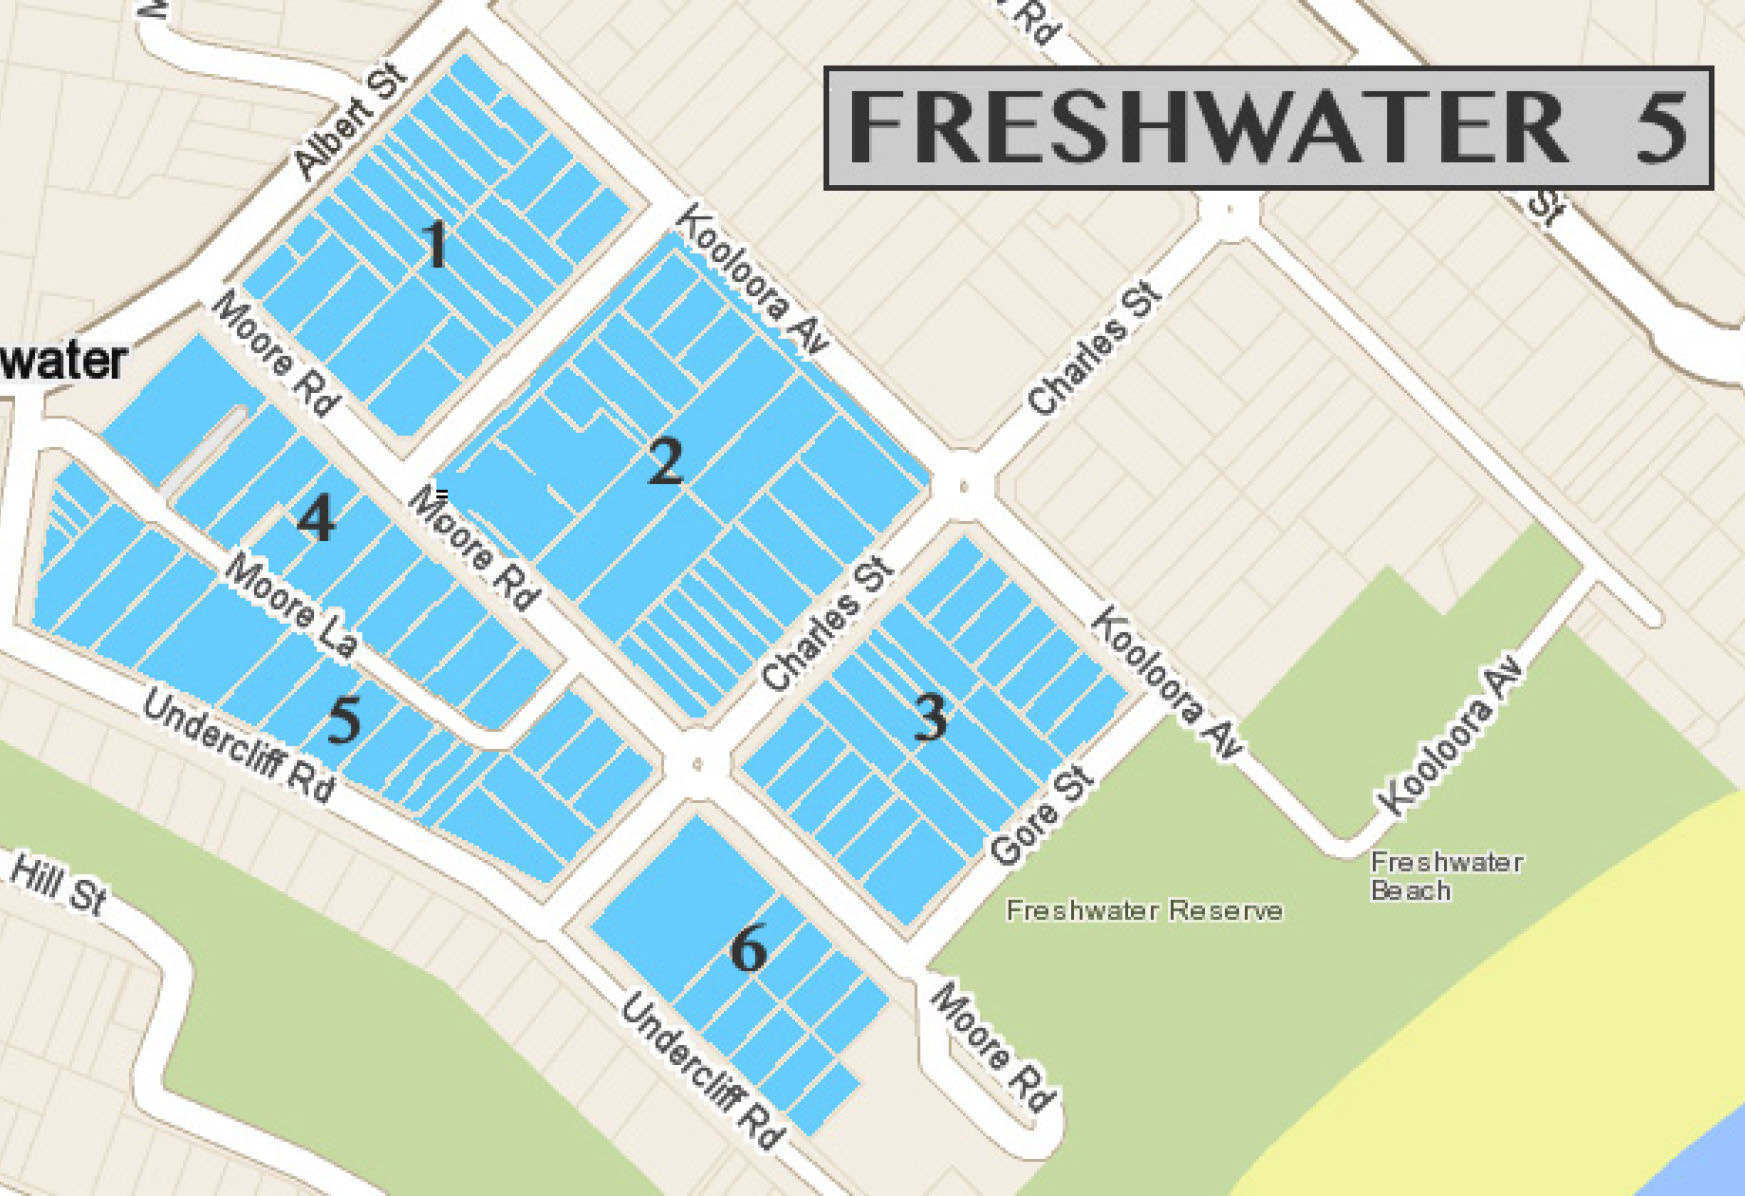 Rd
FRESHWATER 5
Albert St
St
1
Kooloora Av
Charles St
Moore Rd
water
2
4
Moore Rd
Moore La
Charles St
3
Kooloora Av
Kooloora Av
5
Undercliff Rd
Gore St
Freshwater
Beach
Hill St
Freshwater Reserve
6
Undercliff Rd
Moore Rd